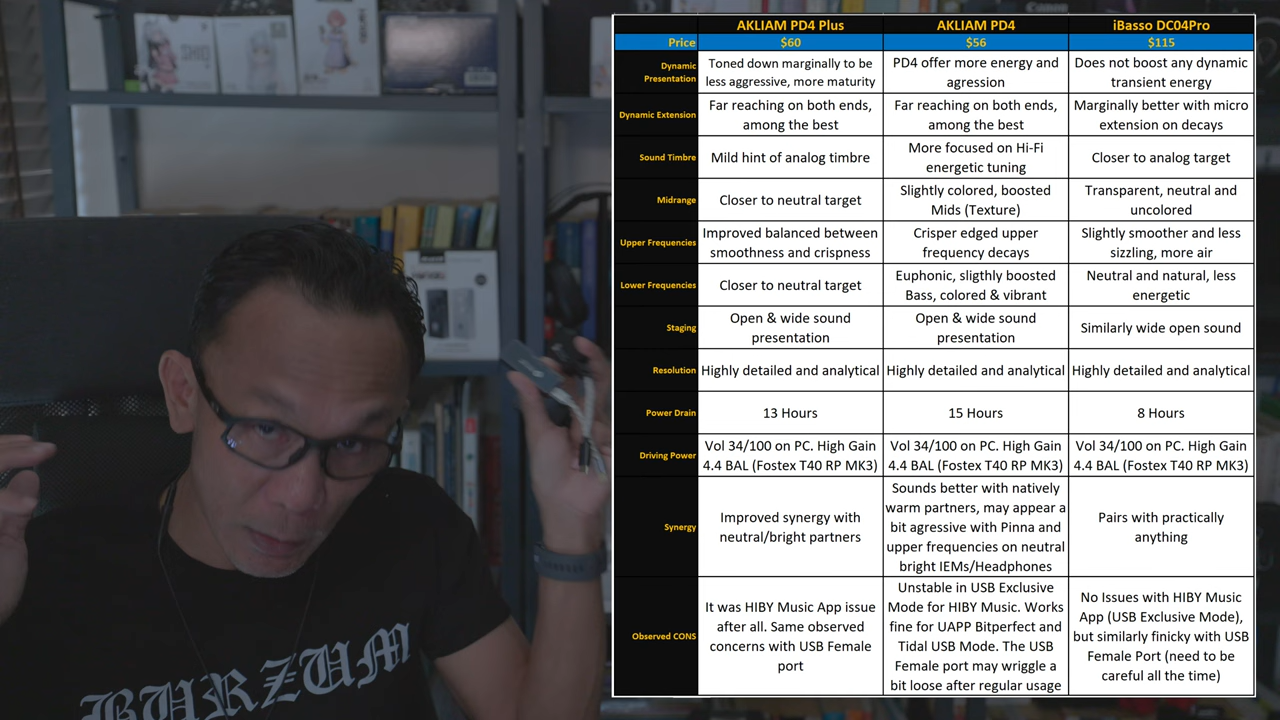 SHIO
Canon
AKLIAM PD4 Plus
AKLIAM PD4
iBasso DC04Pro
Price
$60
$56
$115
Dynamic
Presentation
Toned down marginally to be
less aggressive, more maturity
PD4 offer more energy and
agression
Does not boost any dynamic
transient energy
Dynamic Extension
Far reaching on both ends,
among the best
Far reaching on both ends,
among the best
Marginally better with micro
extension on decays
Sound Timbre
Mild hint of analog timbre
More focused on Hi-Fi
energetic tuning
Closer to analog target
Midrange
Closer to neutral target
Slightly colored, boosted
Mids (Texture)
Transparent, neutral and
uncolored
Upper Frequencies
Improved balanced between
smoothness and crispness
Crisper edged upper
frequency decays
Slightly smoother and less
sizzling, more air
Lower Frequencies
Closer to neutral target
Euphonic, sligthly boosted
Bass, colored & vibrant
Neutral and natural, less
energetic
Staging
Open & wide sound
presentation
Open & wide sound
presentation
Similarly wide open sound
Resolution
Highly detailed and analytical
Highly detailed and analytical
Highly detailed and analytical
Power Drain
13 Hours
15 Hours
8 Hours
Driving Power
Vol 34/100 on PC. High Gain
4.4 BAL (Fostex T40 RP MK3)
Vol 34/100 on PC. High Gain
4.4 BAL (Fostex T40 RP MK3)
Vol 34/100 on PC. High Gain
4.4 BAL (Fostex T40 RP MK3)
Synergy
Improved synergy with
neutral/bright partners
Sounds better with natively
warm partners, may appear a
bit agressive with Pinna and
upper frequencies on neutral
bright IEMs/Headphones
Pairs with practically
anything
Observed CONS
It was HIBY Music App issue
after all. Same observed
concerns with USB Female
port
Unstable in USB Exclusive
Mode for HIBY Music. Works
fine for UAPP Bitperfect and
Tidal USB Mode. The USB
Female port may wriggle a
bit loose after regular usage
No Issues with HIBY Music
App (USB Exclusive Mode),
but similarly finicky with USB
Female Port (need to be
careful all the time)
BURZUM